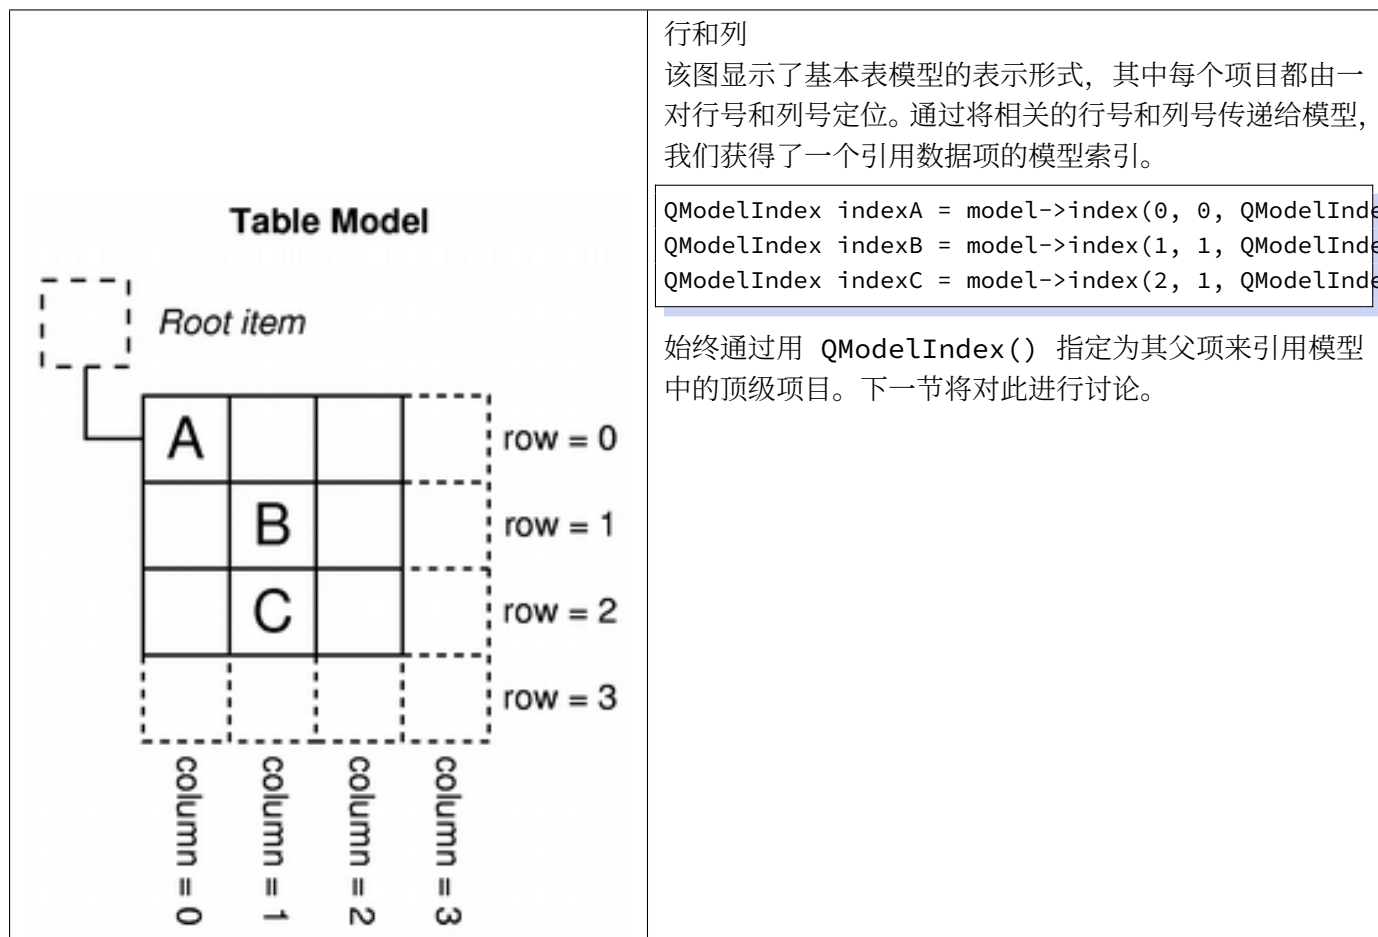 Table Model
Root item
A
row = 0
B
row = 1
C
row = 2
row = 3
column = 0
column = 1
column = 2
column = 3
行和列
该图显示了基本表模型的表示形式，其中每个项目都由一
对行号和列号定位。通过将相关的行号和列号传递给模型，
我们获得了一个引用数据项的模型索引。
QModelIndex indexA = model->index(0, 0, QModelInde
QModelIndex indexB = model->index(1, 1, QModelInde
QModelIndex indexC = model->index(2, 1, QModelInde
始终通过用 QModelIndex() 指定为其父项来引用模型
中的顶级项目。下一节将对此进行讨论。